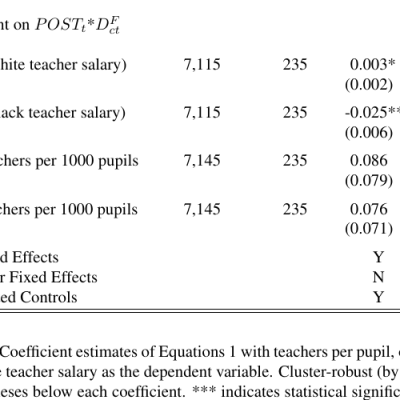 nt on POST_t*D^F_ct
hite teacher salary) 7,115 235 0.003*
(0.002)
lack teacher salary) 7,115 235 -0.025**
(0.006)
chers per 1000 pupils 7,145 235 0.086
(0.079)
chers per 1000 pupils 7,145 235 0.076
(0.071)
d Effects Y
r Fixed Effects N
ed Controls Y
Coefficient estimates of Equations 1 with teachers per pupil,
teacher salary as the dependent variable. Cluster-robust (by
eses below each coefficient. *** indicates statistical signific